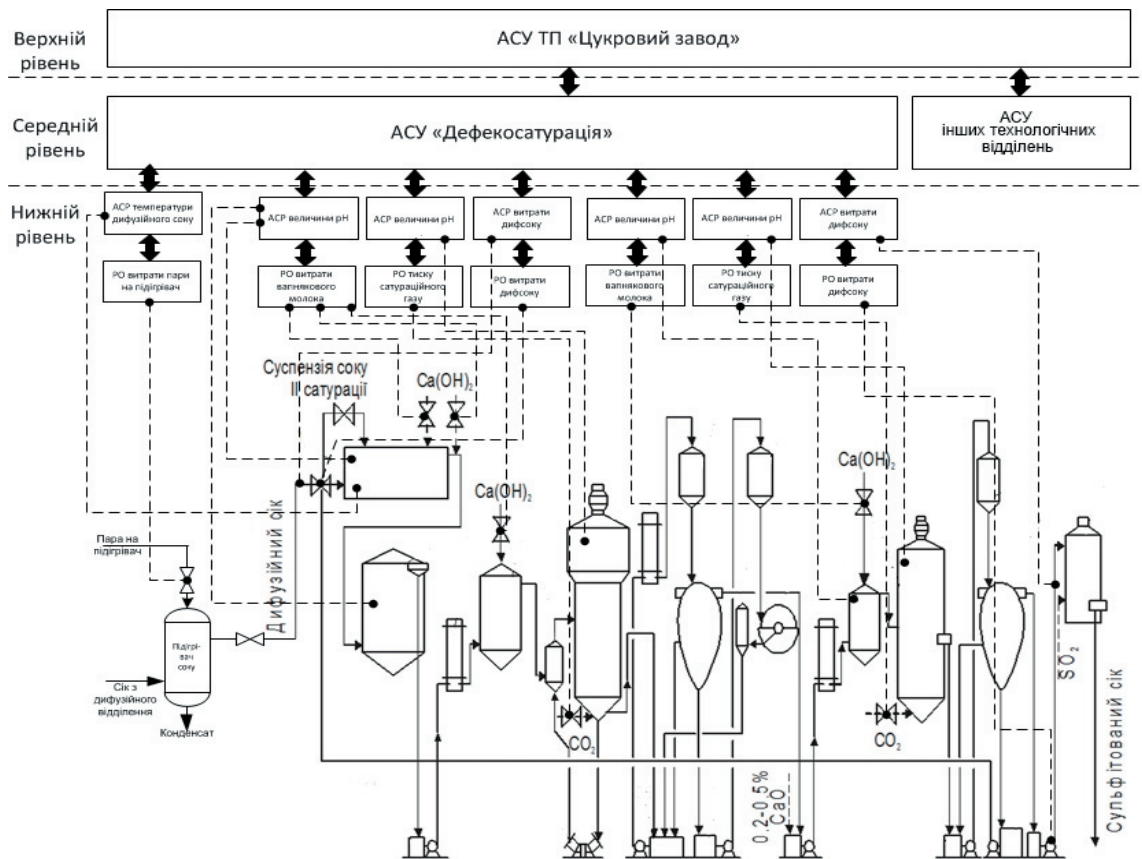 Верхній
рівень
АСУ ТП «Цукровий завод»
Середній
рівень
АСУ «Дефекосатурація»
АСУ
інших технологічних
відділень
Нижній
рівень
АСР температури
дифузійного соку
АСР величини pH
АСР величини pH
АСР витрати
дифсоку
АСР величини pH
АСР величини pH
АСР витрати
дифсоку
РО витрати пари
на підігрівач
РО витрати
вапнякового
молока
РО тиску
сатураційного
газу
РО витрати
дифсоку
РО витрати
вапнякового
молока
РО тиску
сатураційного
газу
РО витрати
дифсоку
Суспензія соку
II сатурації
Ca(OH)₂
Ca(OH)₂
Ca(OH)₂
Пара на
підігрівач
Дифузійний сік
Підігрі-
вач
соку
Сік з
дифузійного
відділення
Конденсат
CO₂
0,2-0,5%
CaO
CO₂
SO₂
Сульфітований сік